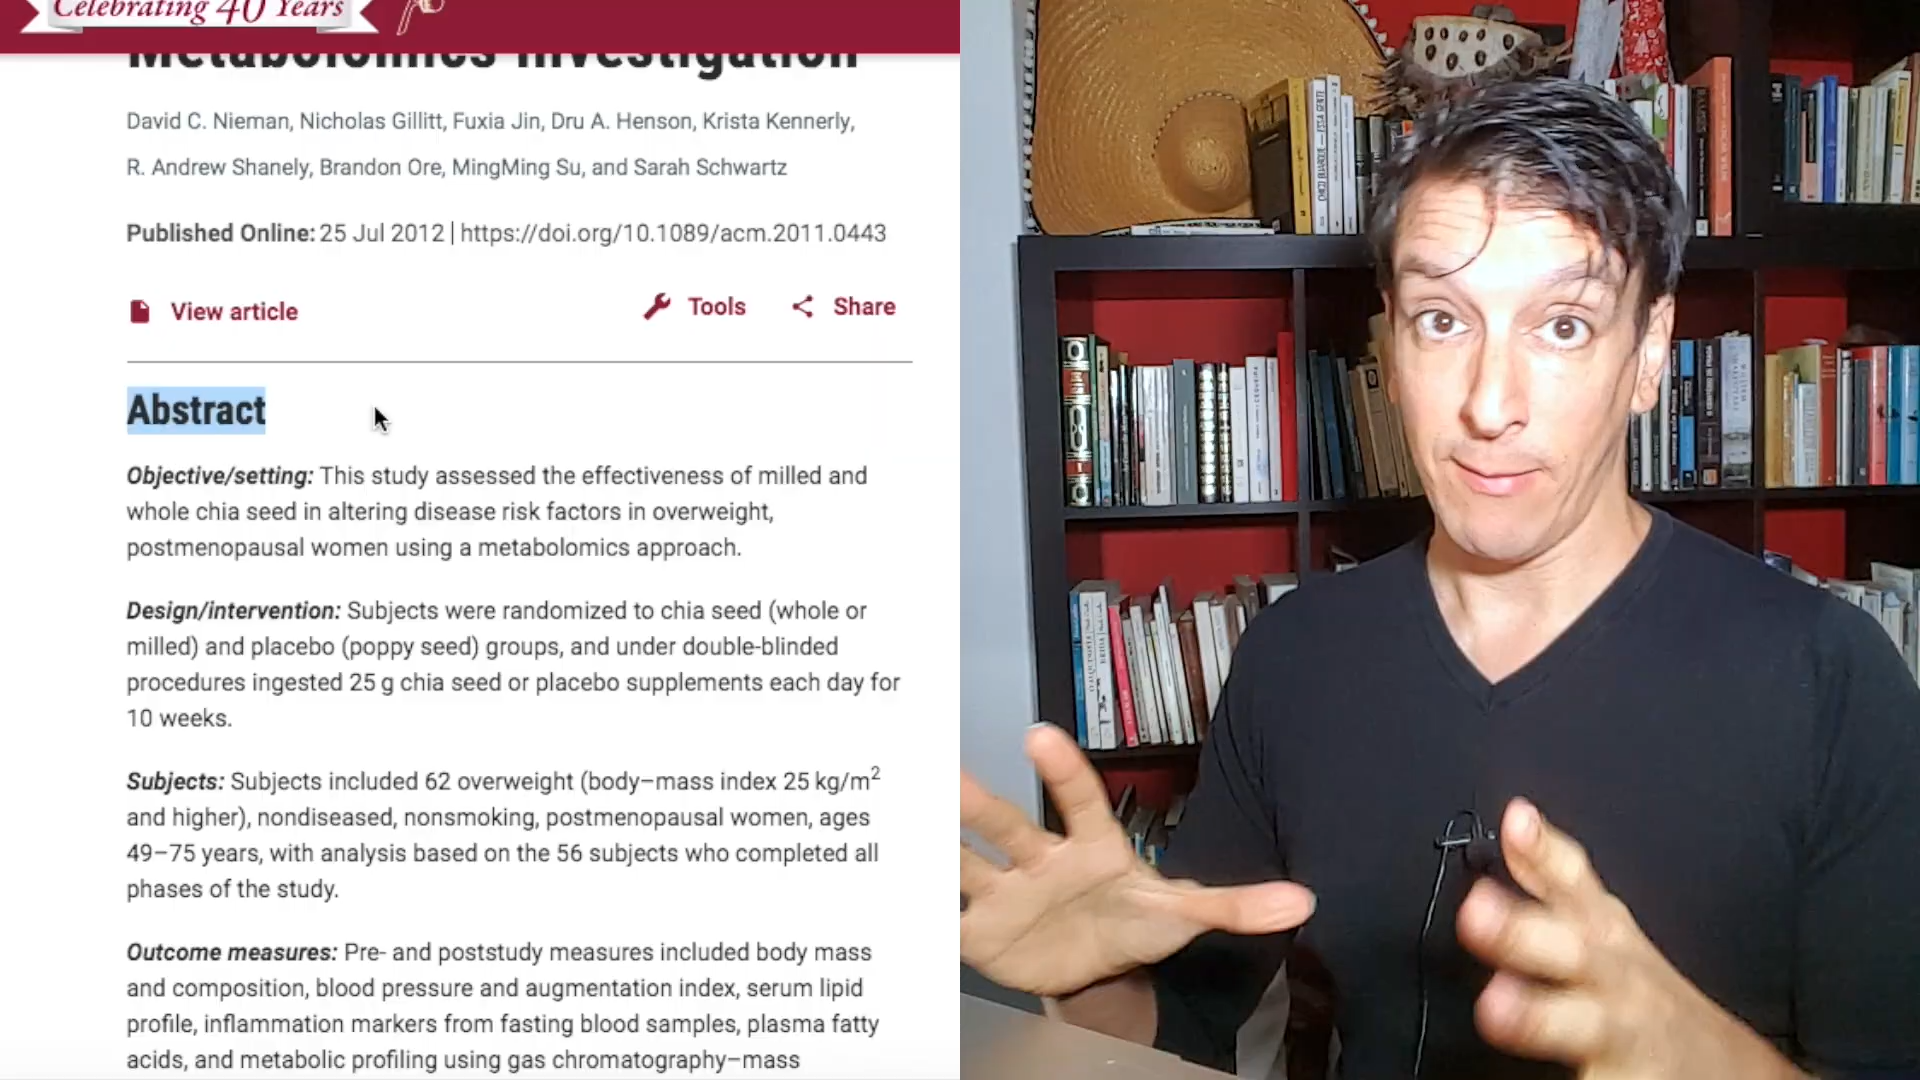 Celebrating 40 Years
Metabolomics Investigation
David C. Nieman, Nicholas Gillitt, Fuxia Jin, Dru A. Henson, Krista Kennerly,
R. Andrew Shanely, Brandon Ore, MingMing Su, and Sarah Schwartz
Published Online: 25 Jul 2012 | https://doi.org/10.1089/acm.2011.0443
View article
Tools
Share
Abstract
Objective/setting: This study assessed the effectiveness of milled and
whole chia seed in altering disease risk factors in overweight,
postmenopausal women using a metabolomics approach.
Design/intervention: Subjects were randomized to chia seed (whole or
milled) and placebo (poppy seed) groups, and under double-blinded
procedures ingested 25 g chia seed or placebo supplements each day for
10 weeks.
Subjects: Subjects included 62 overweight (body–mass index 25 kg/m²
and higher), nondiseased, nonsmoking, postmenopausal women, ages
49–75 years, with analysis based on the 56 subjects who completed all
phases of the study.
Outcome measures: Pre- and poststudy measures included body mass
and composition, blood pressure and augmentation index, serum lipid
profile, inflammation markers from fasting blood samples, plasma fatty
acids, and metabolic profiling using gas chromatography–mass